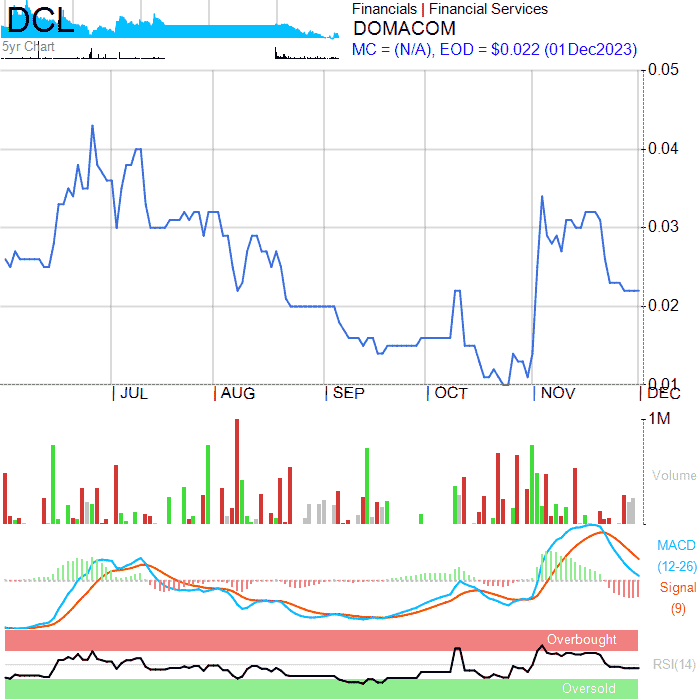 DCL
Financials | Financial Services
DOMACOM
5yr Chart
MC = (N/A), EOD = $0.022 (01Dec2023)
0.05
0.04
0.03
0.02
0.01
JUL AUG SEP OCT NOV DEC
1M
Volume
MACD
(12-26)
Signal
(9)
Overbought
RSI(14)
Oversold